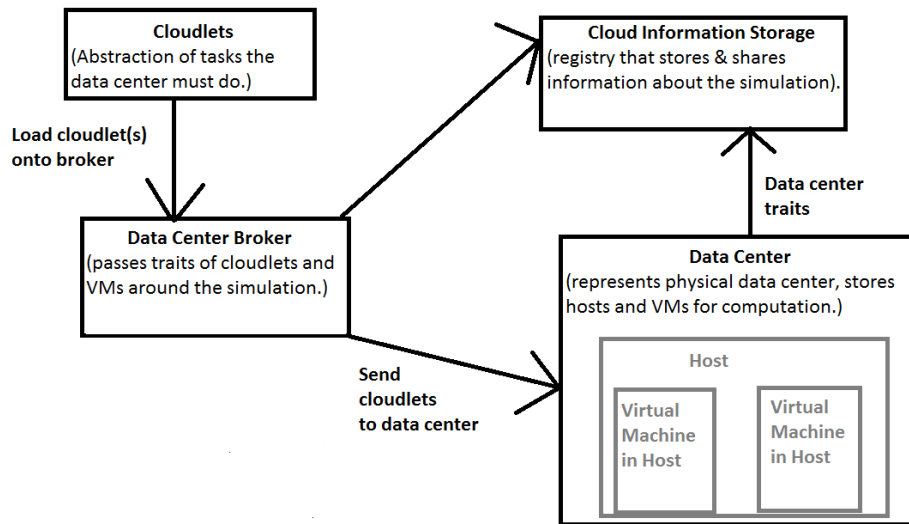 Cloudlets
(Abstraction of tasks the
data center must do.)
Cloud Information Storage
(registry that stores & shares
information about the simulation).
Load cloudlet(s)
onto broker
Data center
traits
Data Center Broker
(passes traits of cloudlets and
VMs around the simulation.)
Data Center
(represents physical data center, stores
hosts and VMs for computation.)
Send
cloudlets
to data center
Host
Virtual
Machine
in Host
Virtual
Machine
in Host